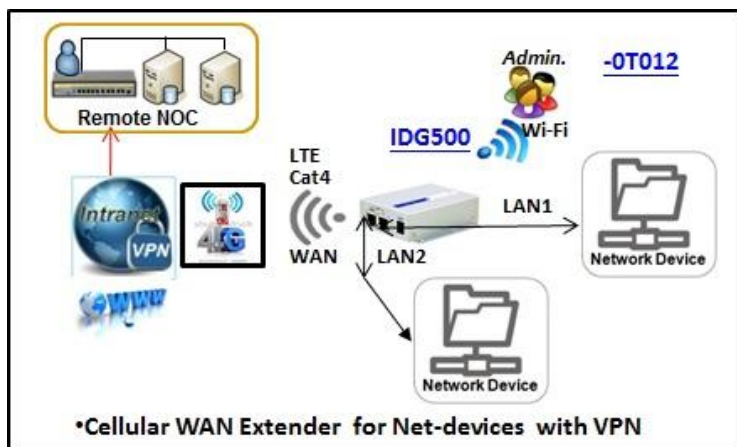 Remote NOC
Admin.
-0T012
Wi-Fi
IDG500
LTE
Cat4
WAN
Intranet
VPN
4G
WWW
LAN1
LAN2
Network Device
Network Device
•Cellular WAN Extender for Net-devices with VPN